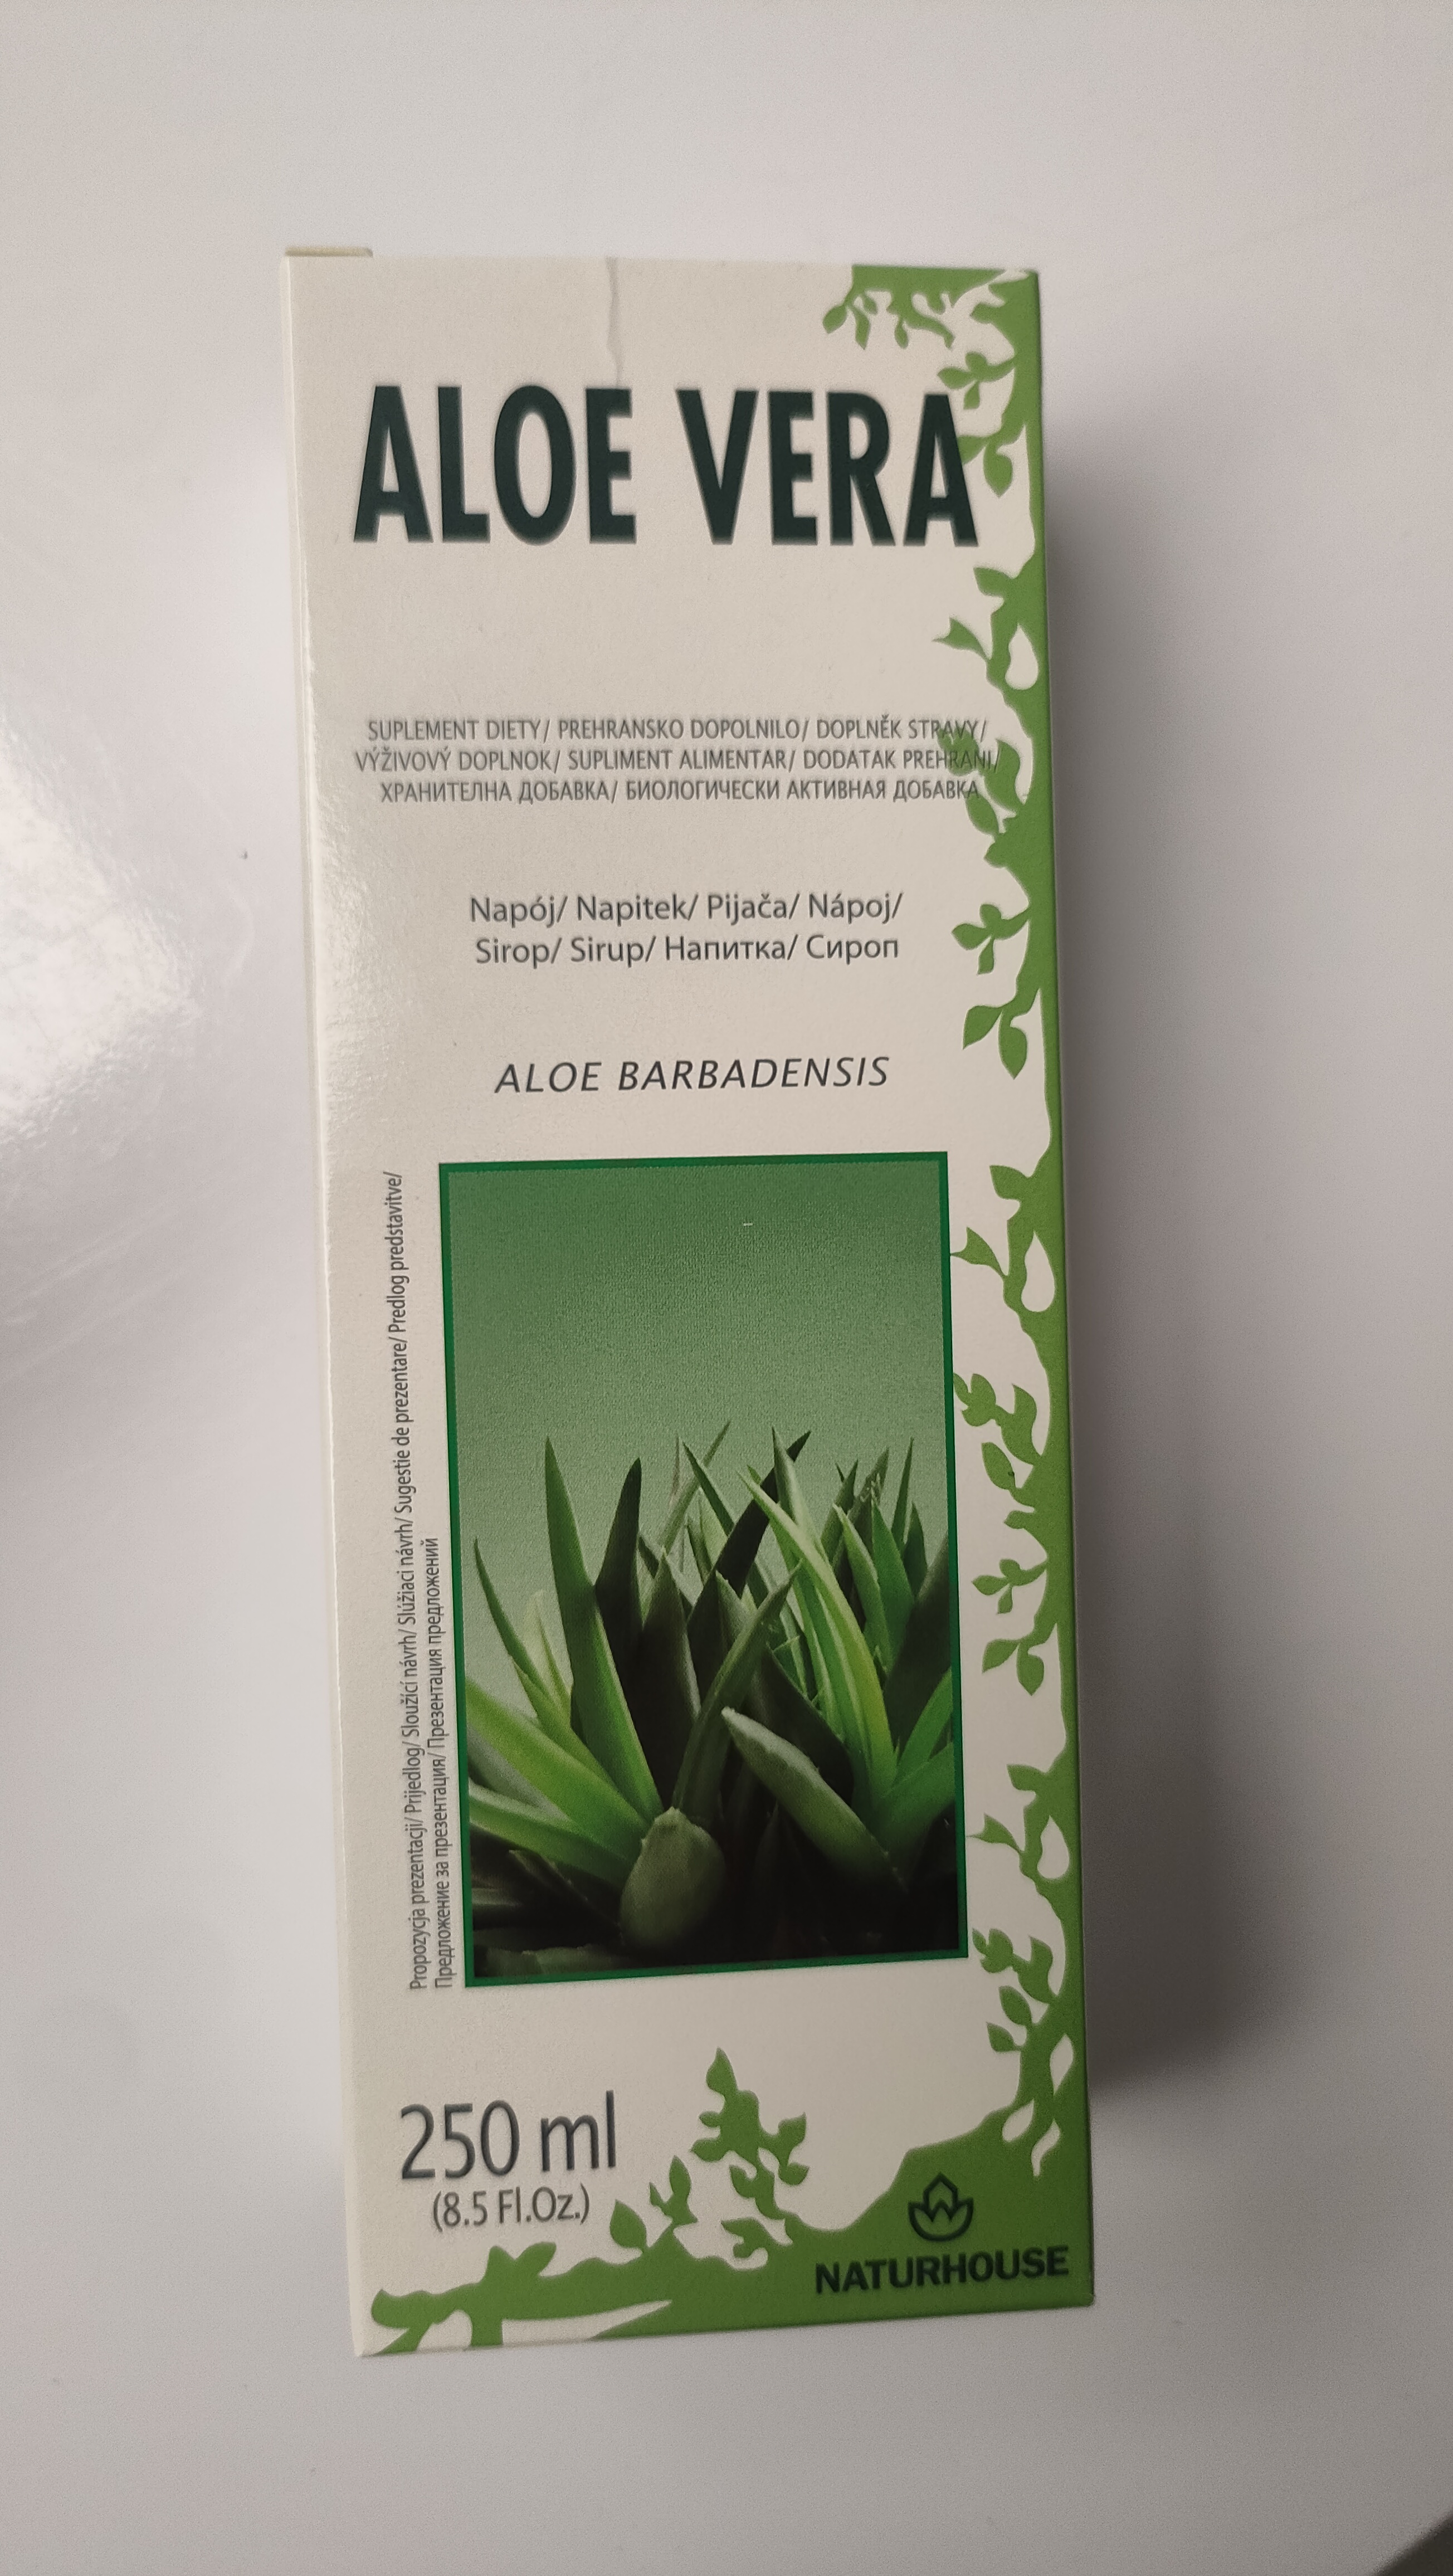 ALOE VERA
SUPLEMENT DIETY/ PREHRANSKO DOPOLNILO/ DOPLNĚK STRAVY/
VÝŽIVOVÝ DOPLNOK/ SUPLIMENT ALIMENTAR/ DODATAK PREHRANI/
ХРАНИТЕЛНА ДОБАВКА/ БИОЛОГИЧЕСКИ АКТИВНАЯ ДОБАВКА
Napój/ Napitek/ Pijača/ Nápoj/
Sirop/ Sirup/ Напитка/ Сироп
ALOE BARBADENSIS
Propozycja prezentacji/ Prijedlog/ Sloužící návrh/ Slúžiaci návrh/ Sugestie de prezentare/ Predlog predstavitve/
Предложение за презентация/ Презентация предложений
250 ml
(8.5 Fl.Oz.)
NATURHOUSE